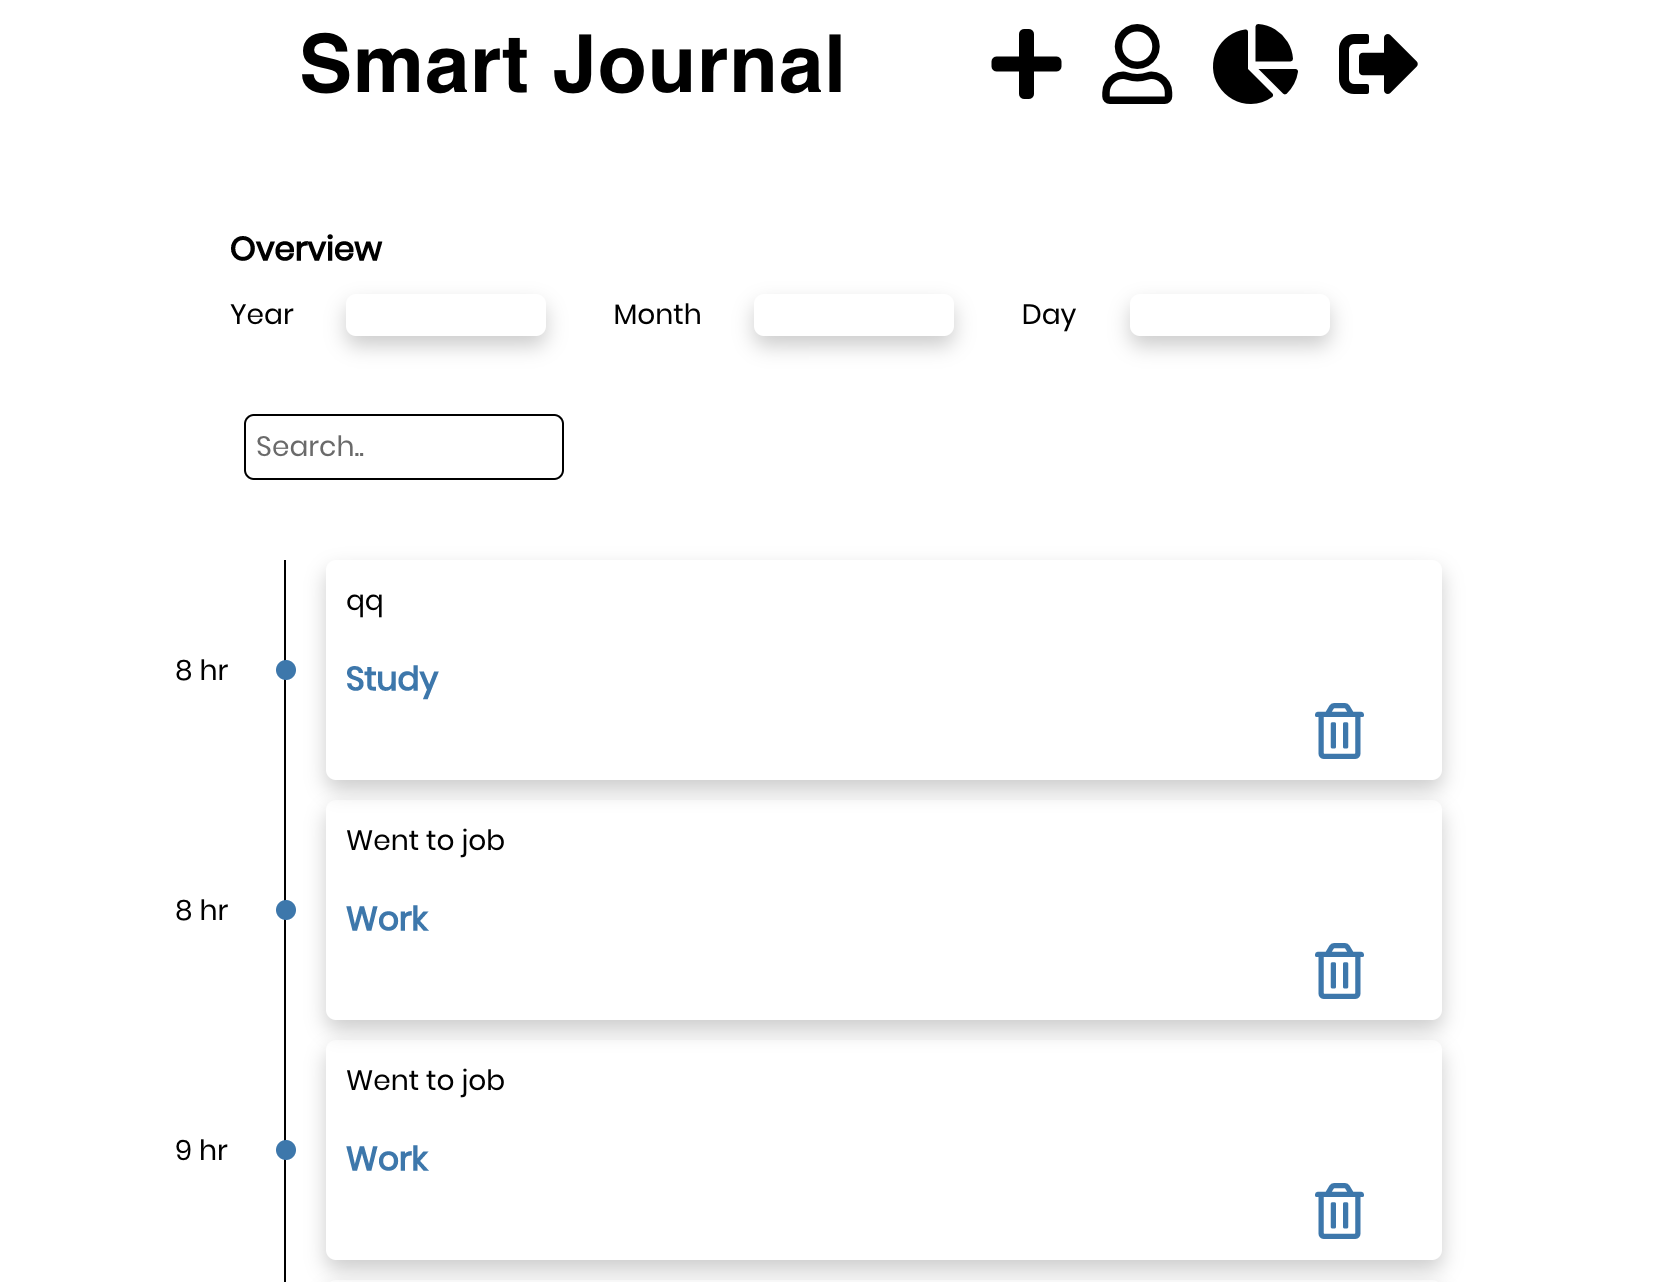 Smart Journal
Overview
Year Month Day
Search..
qq
8 hr
Study
Went to job
8 hr
Work
Went to job
9 hr
Work